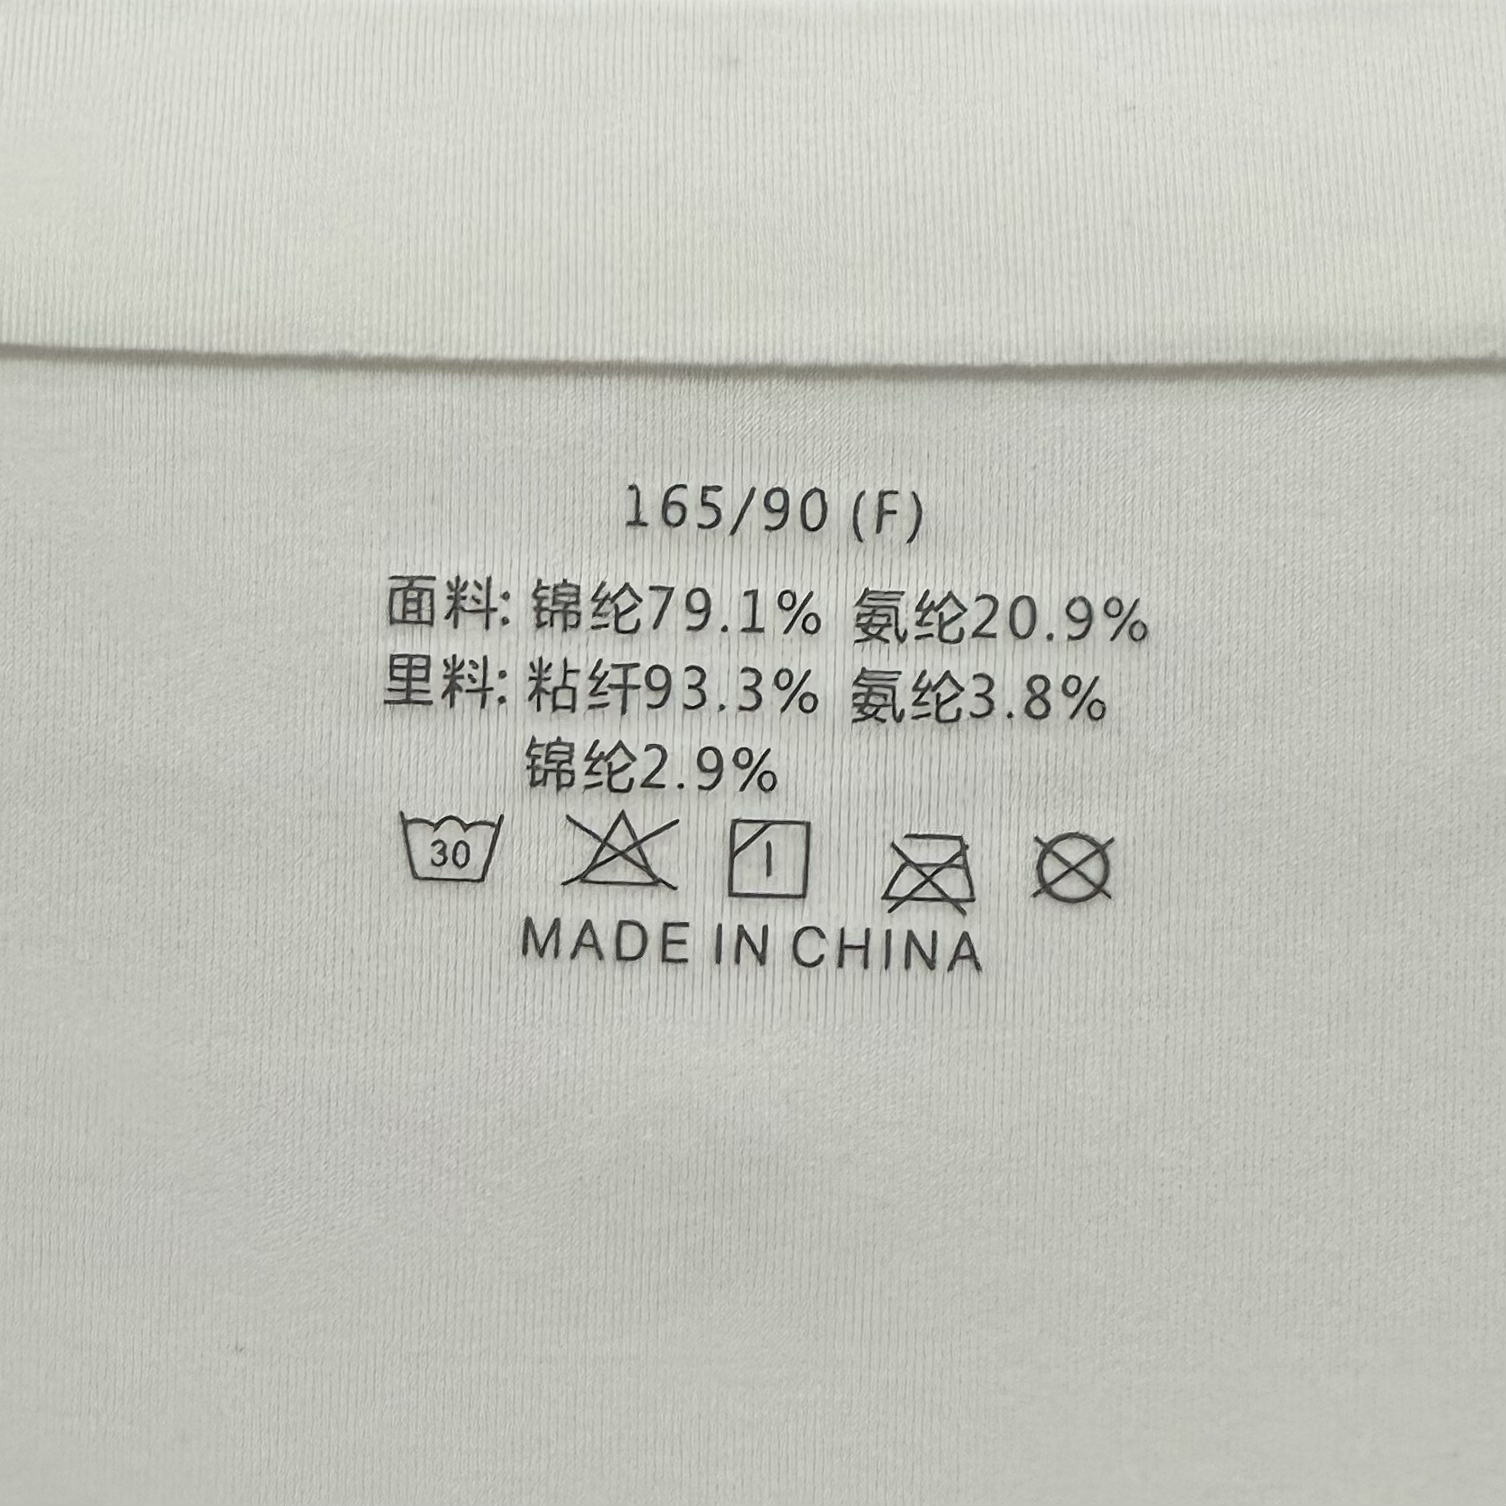 165/90 (F)
面料: 锦纶79.1% 氨纶20.9%
里料: 粘纤93.3% 氨纶3.8%
锦纶2.9%
30
MADE IN CHINA